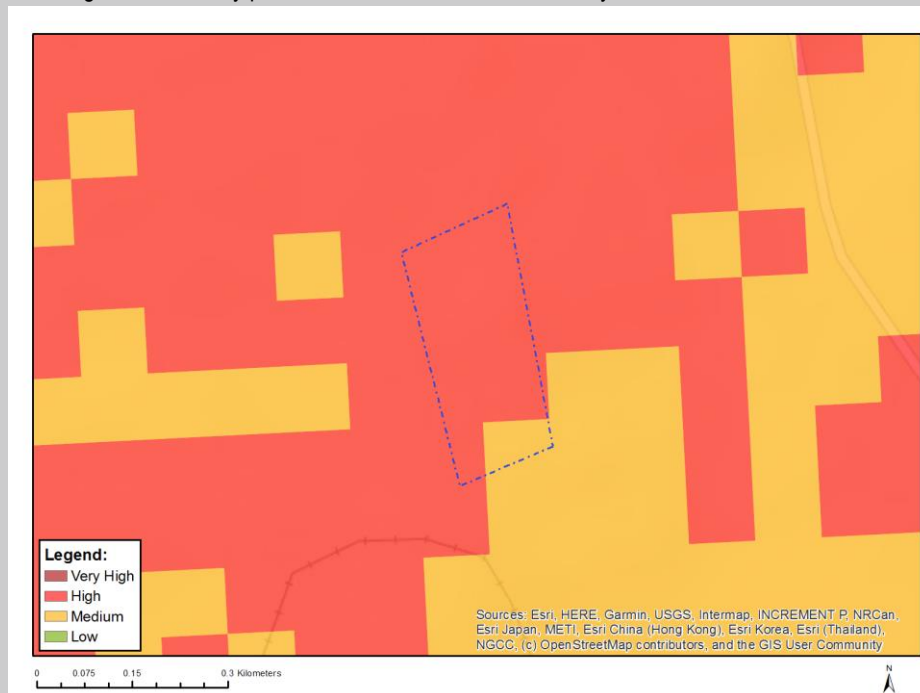 Legend:
Very High
High
Medium
Low
Sources: Esri, HERE, Garmin, USGS, Intermap, INCREMENT P, NRCan,
Esri Japan, METI, Esri China (Hong Kong), Esri Korea, Esri (Thailand),
NGCC, (c) OpenStreetMap contributors, and the GIS User Community
0 0.075 0.15 0.3 Kilometers
N